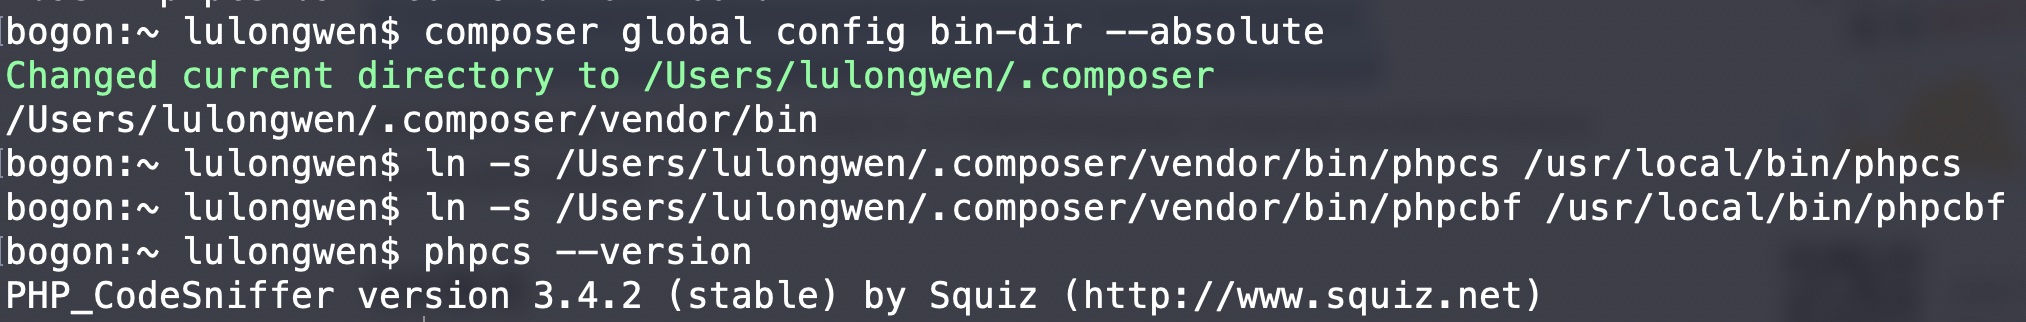 bogon:~ lulongwen$ composer global config bin-dir --absolute
Changed current directory to /Users/lulongwen/.composer
/Users/lulongwen/.composer/vendor/bin
bogon:~ lulongwen$ ln -s /Users/lulongwen/.composer/vendor/bin/phpcs /usr/local/bin/phpcs
bogon:~ lulongwen$ ln -s /Users/lulongwen/.composer/vendor/bin/phpcbf /usr/local/bin/phpcbf
bogon:~ lulongwen$ phpcs --version
PHP_CodeSniffer version 3.4.2 (stable) by Squiz (http://www.squiz.net)